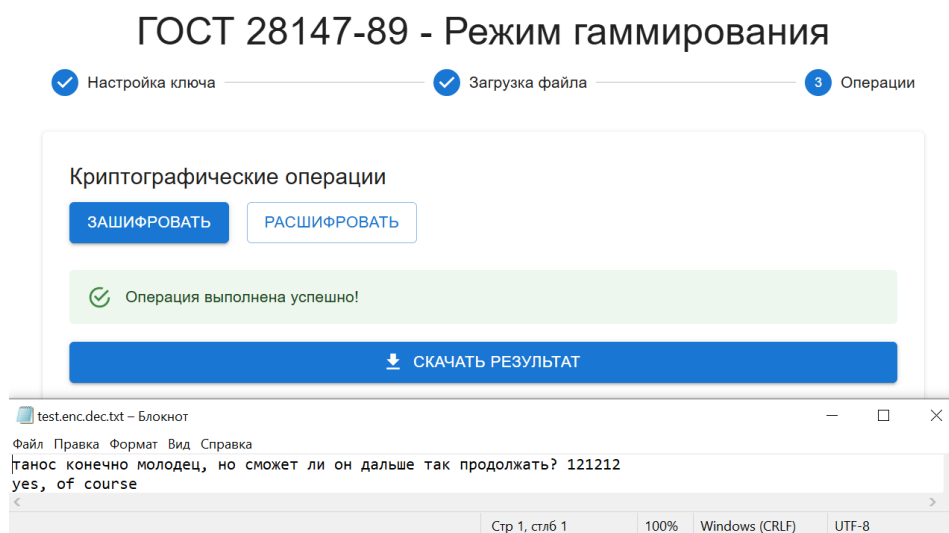 ГОСТ 28147-89 - Режим гаммирования
Настройка ключа
Загрузка файла
3 Операции
Криптографические операции
ЗАШИФРОВАТЬ РАСШИФРОВАТЬ
Операция выполнена успешно!
СКАЧАТЬ РЕЗУЛЬТАТ
test.enc.dec.txt – Блокнот
Файл Правка Формат Вид Справка
танос конечно молодец, но сможет ли он дальше так продолжать? 121212
yes, of course
Стр 1, стлб 1 100% Windows (CRLF) UTF-8